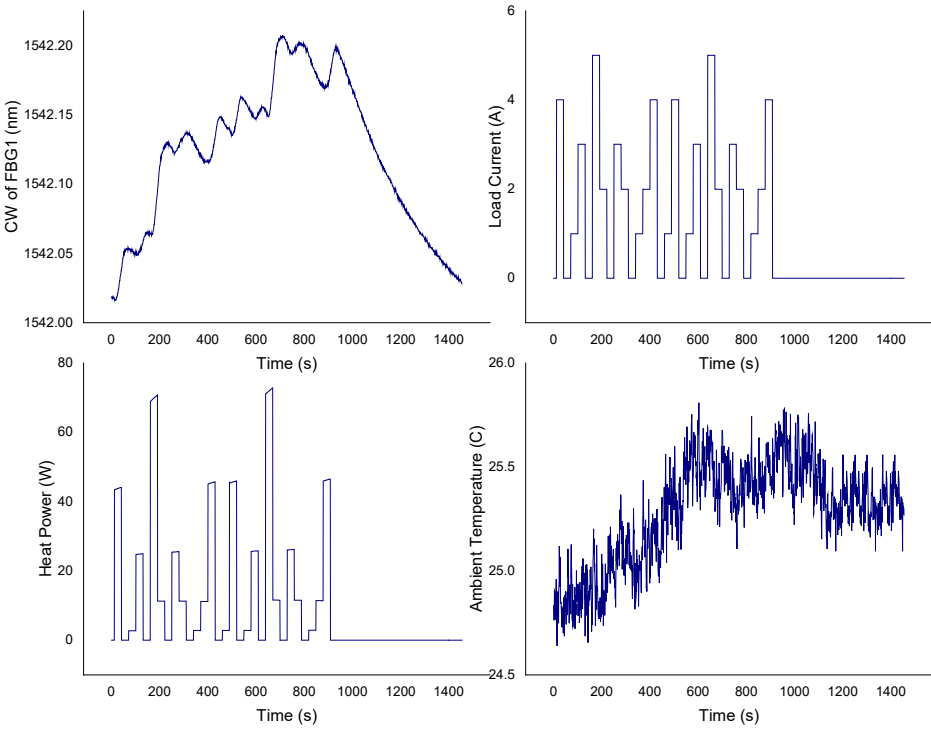 CW of FBG1 (nm)
1542.20
1542.15
1542.10
1542.05
1542.00
0 200 400 600 800 1000 1200 1400
Time (s)
Load Current (A)
6
4
2
0
0 200 400 600 800 1000 1200 1400
Time (s)
Heat Power (W)
80
60
40
20
0
0 200 400 600 800 1000 1200 1400
Time (s)
Ambient Temperature (C)
26.0
25.5
25.0
24.5
0 200 400 600 800 1000 1200 1400
Time (s)